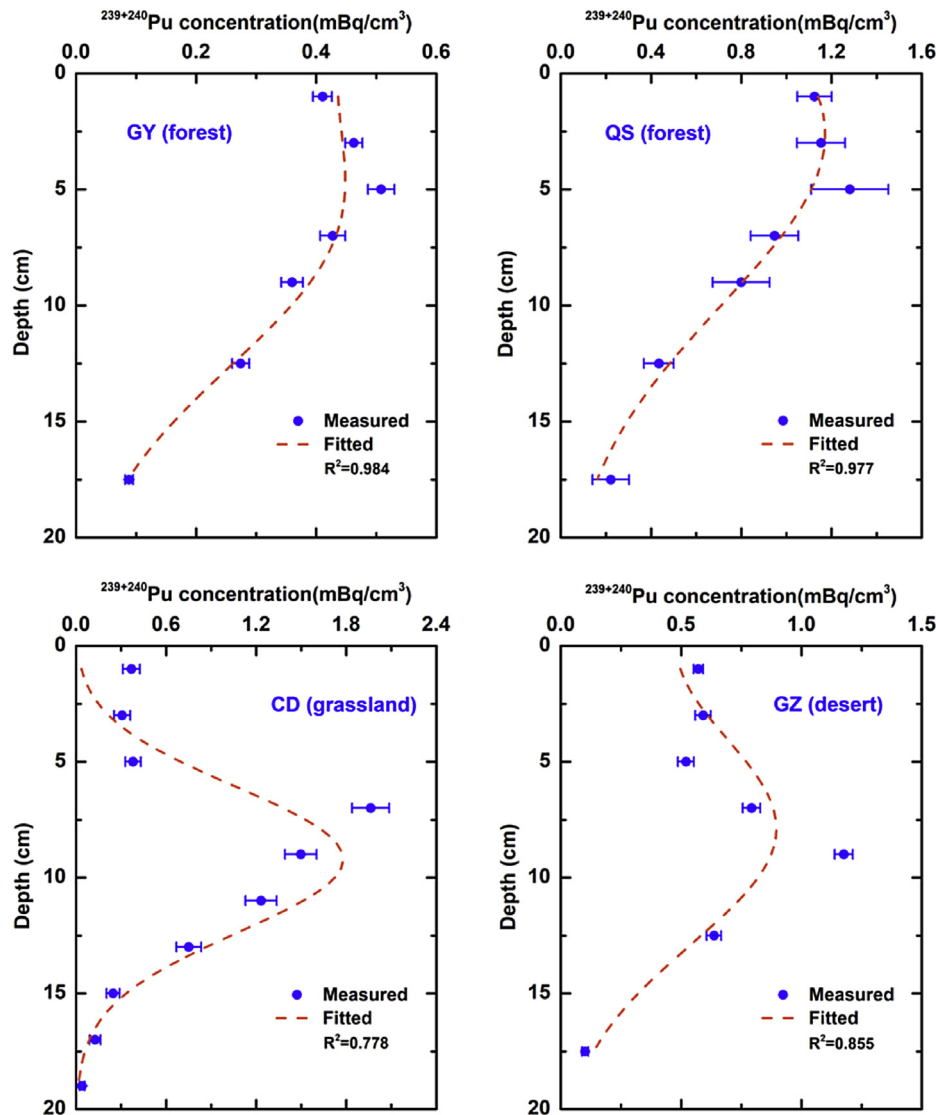 ²³⁹⁺²⁴⁰Pu concentration(mBq/cm³)
0.0 0.2 0.4 0.6
0
5
10
15
20
Depth (cm)
GY (forest)
Measured
Fitted
R²=0.984
²³⁹⁺²⁴⁰Pu concentration(mBq/cm³)
0.0 0.4 0.8 1.2 1.6
0
5
10
15
20
Depth (cm)
QS (forest)
Measured
Fitted
R²=0.977
²³⁹⁺²⁴⁰Pu concentration(mBq/cm³)
0.0 0.6 1.2 1.8 2.4
0
5
10
15
20
Depth (cm)
CD (grassland)
Measured
Fitted
R²=0.778
²³⁹⁺²⁴⁰Pu concentration(mBq/cm³)
0.0 0.5 1.0 1.5
0
5
10
15
20
Depth (cm)
GZ (desert)
Measured
Fitted
R²=0.855